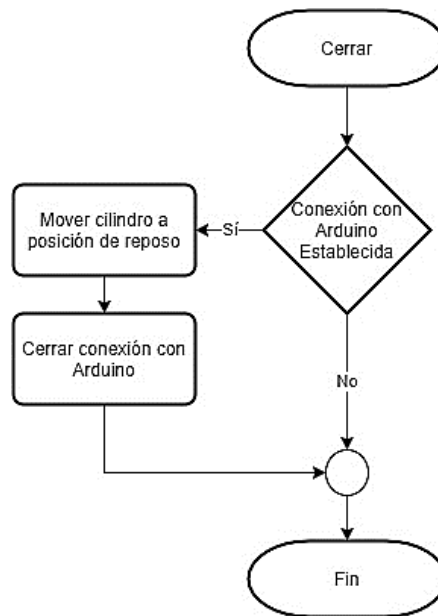 Cerrar
Conexión con
Arduino
Establecida
Sí
Mover cilindro a
posición de reposo
Cerrar conexión con
Arduino
No
Fin